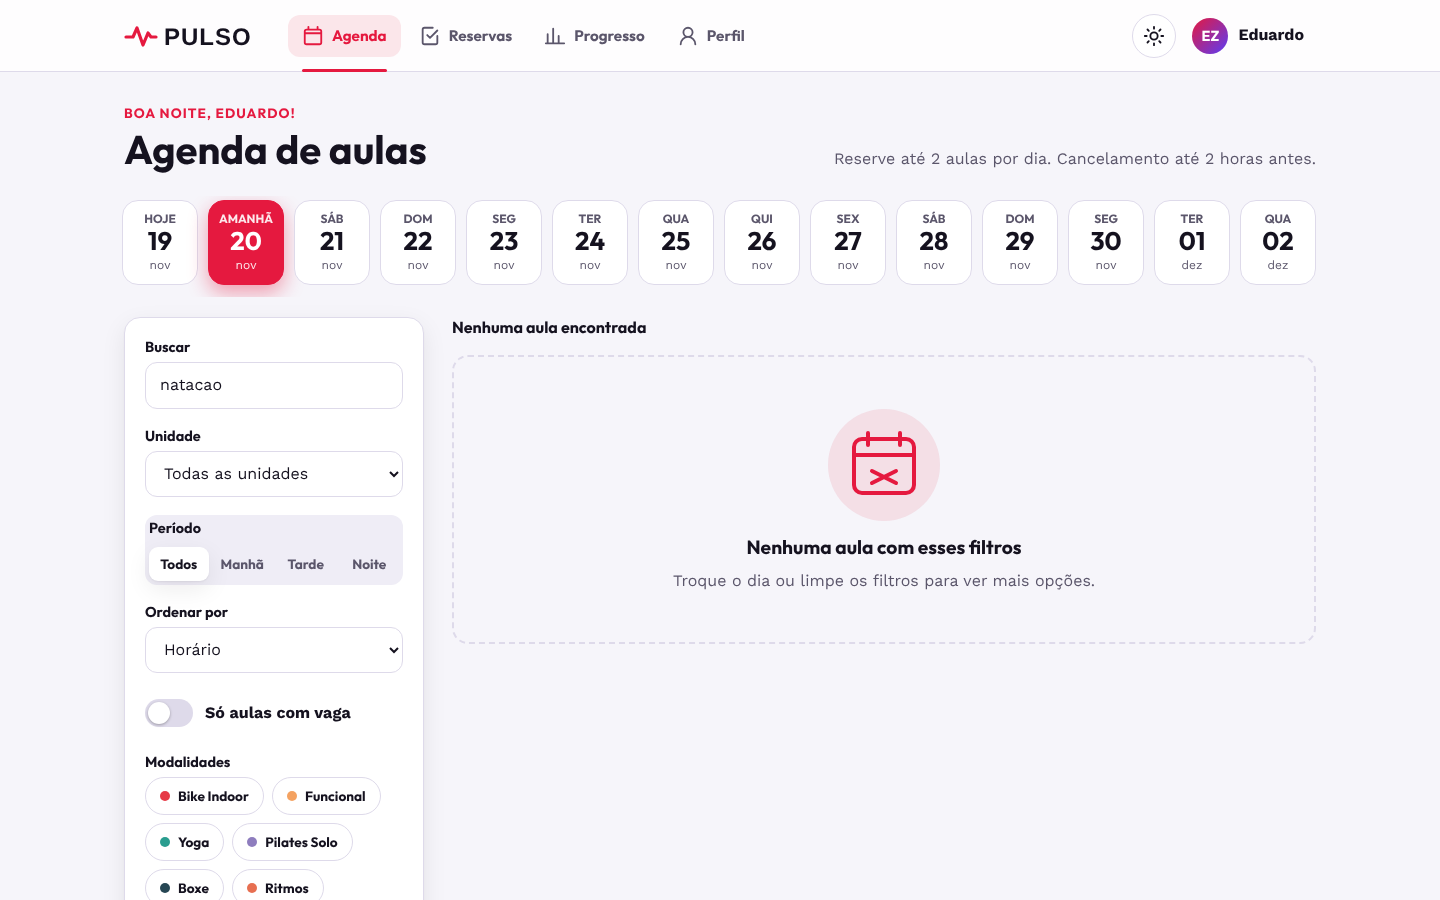 PULSO
Agenda
Reservas
Progresso
Perfil
EZ
Eduardo
BOA NOITE, EDUARDO!
Agenda de aulas
Reserve até 2 aulas por dia. Cancelamento até 2 horas antes.
HOJE
19
nov
AMANHÃ
20
nov
SÁB
21
nov
DOM
22
nov
SEG
23
nov
TER
24
nov
QUA
25
nov
QUI
26
nov
SEX
27
nov
SÁB
28
nov
DOM
29
nov
SEG
30
nov
TER
01
dez
QUA
02
dez
Buscar
natacao
Unidade
Todas as unidades
Período
Todos
Manhã
Tarde
Noite
Ordenar por
Horário
Só aulas com vaga
Modalidades
Bike Indoor
Funcional
Yoga
Pilates Solo
Boxe
Ritmos
Nenhuma aula encontrada
Nenhuma aula com esses filtros
Troque o dia ou limpe os filtros para ver mais opções.